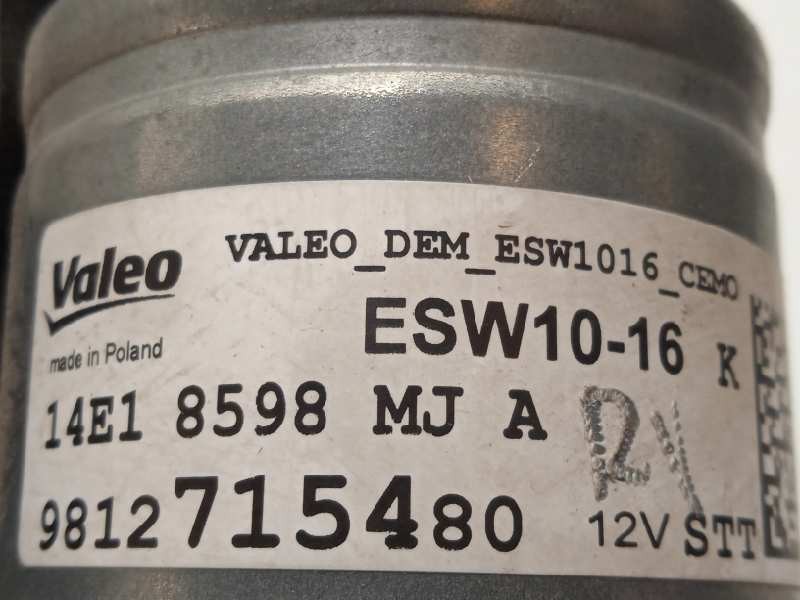 VALEO_DEM_ESW1016_CEMO
Valeo
ESW10-16 K
made in Poland
14E1 8598 MJ A
9812715480 12V STT